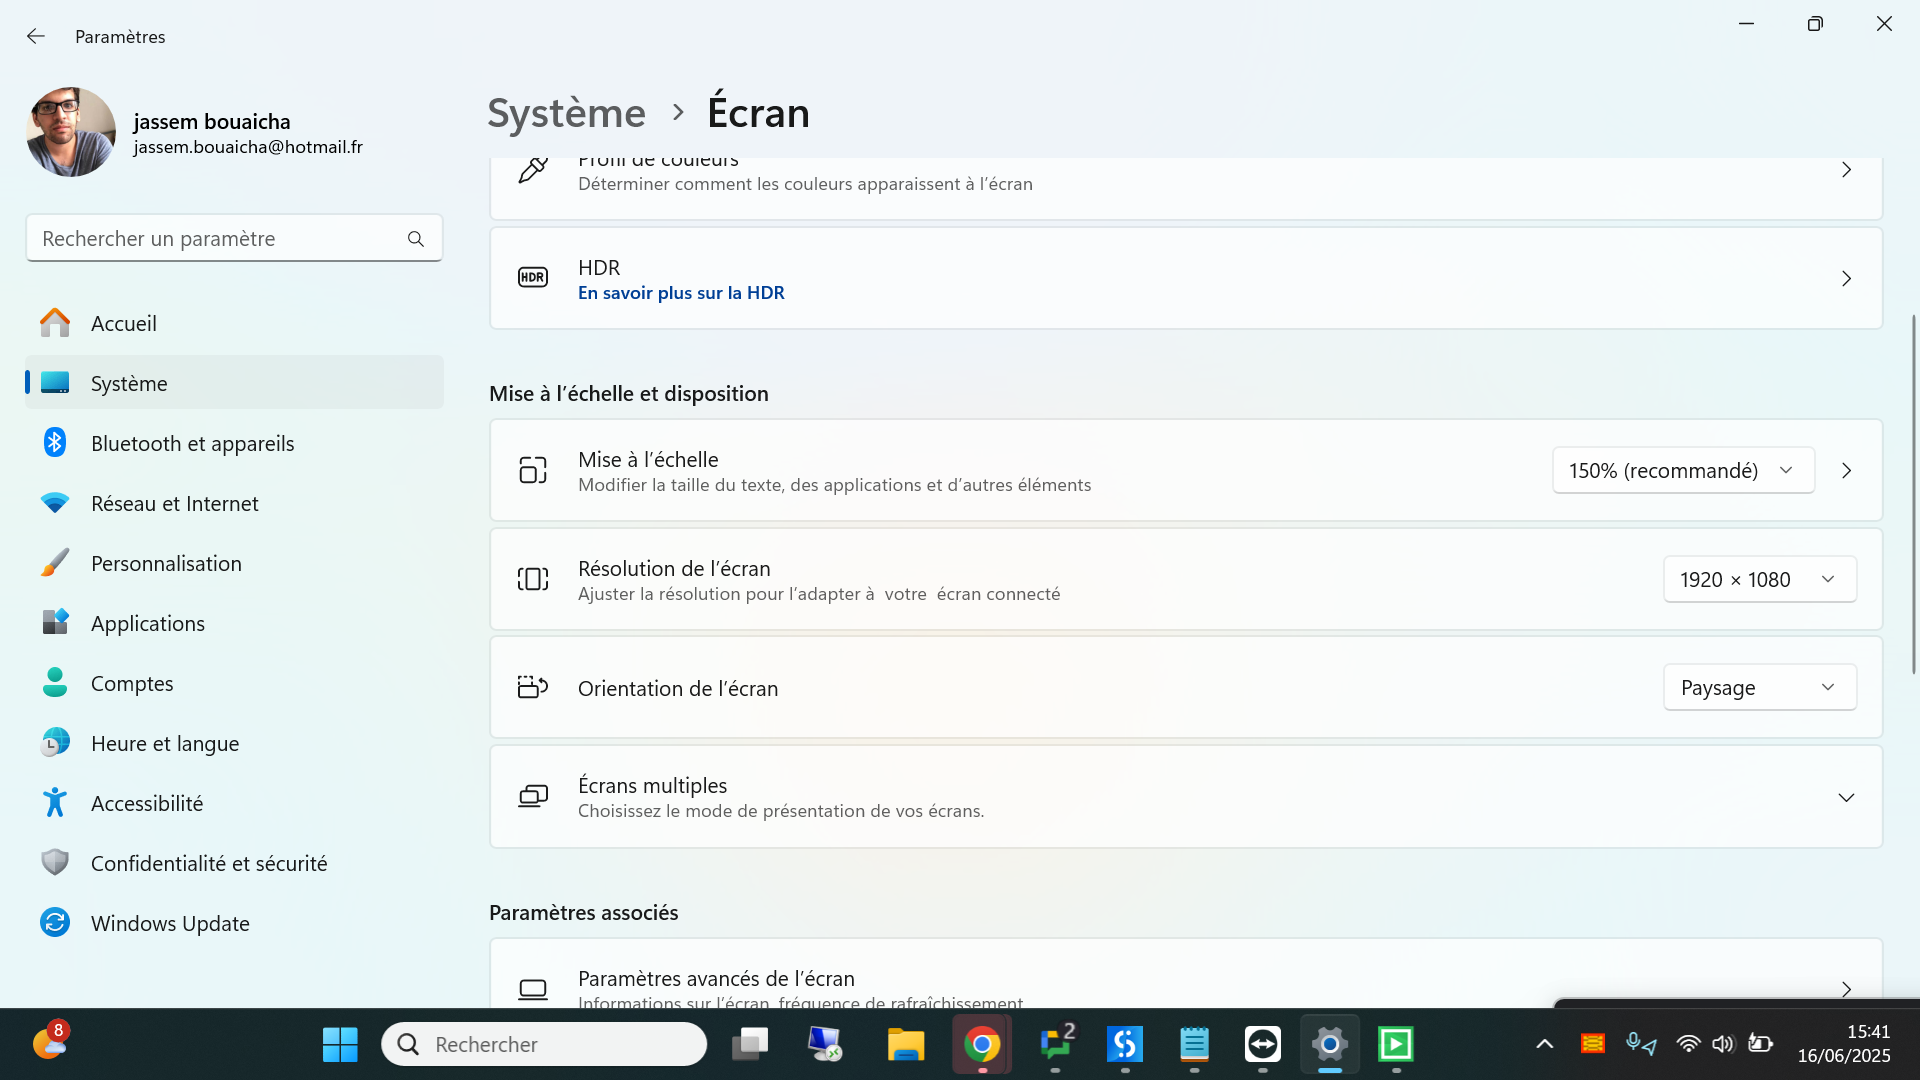 Paramètres
jassem bouaicha
jassem.bouaicha@hotmail.fr
Rechercher un paramètre
Accueil
Système
Bluetooth et appareils
Réseau et Internet
Personnalisation
Applications
Comptes
Heure et langue
Accessibilité
Confidentialité et sécurité
Windows Update
Système > Écran
Profil de couleurs
Déterminer comment les couleurs apparaissent à l’écran
HDR
HDR
En savoir plus sur la HDR
Mise à l’échelle et disposition
Mise à l’échelle
Modifier la taille du texte, des applications et d’autres éléments
150% (recommandé)
Résolution de l’écran
Ajuster la résolution pour l’adapter à votre écran connecté
1920 × 1080
Orientation de l’écran
Paysage
Écrans multiples
Choisissez le mode de présentation de vos écrans.
Paramètres associés
Paramètres avancés de l’écran
Informations sur l’écran, fréquence de rafraîchissement
8
Rechercher
2
15:41
16/06/2025